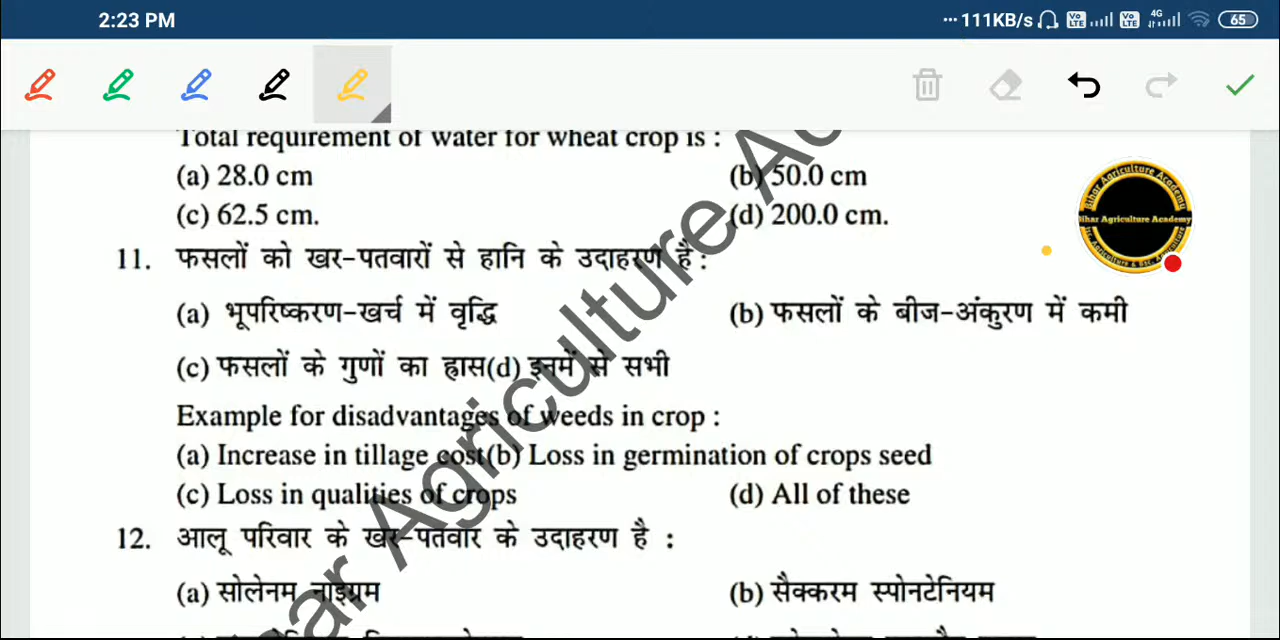 2:23 PM
111KB/s
4G
65
Total requirement of water for wheat crop is :
(a) 28.0 cm (b) 50.0 cm
(c) 62.5 cm. (d) 200.0 cm.
Bihar Agriculture Academy
11. फसलों को खर-पतवारों से हानि के उदाहरण है :
(a) भूपरिष्करण-खर्च में वृद्धि (b) फसलों के बीज-अंकुरण में कमी
(c) फसलों के गुणों का ह्रास(d) इनमें से सभी
Example for disadvantages of weeds in crop :
(a) Increase in tillage cost(b) Loss in germination of crops seed
(c) Loss in qualities of crops (d) All of these
12. आलू परिवार के खर-पतवार के उदाहरण है :
(a) सोलेनम नाइग्रम (b) सैक्करम स्पोनटेनियम